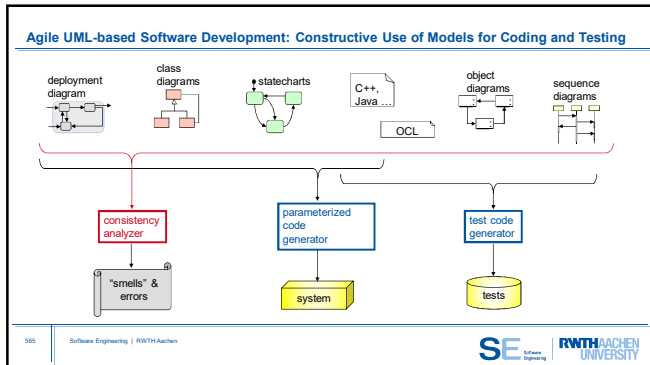 Agile UML-based Software Development: Constructive Use of Models for Coding and Testing
deployment
diagram
class
diagrams
statecharts
C++,
Java ...
OCL
object
diagrams
sequence
diagrams
consistency
analyzer
parameterized
code
generator
test code
generator
"smells" &
errors
system
tests
565
Software Engineering | RWTH Aachen
SE Software
Engineering
RWTH AACHEN
UNIVERSITY